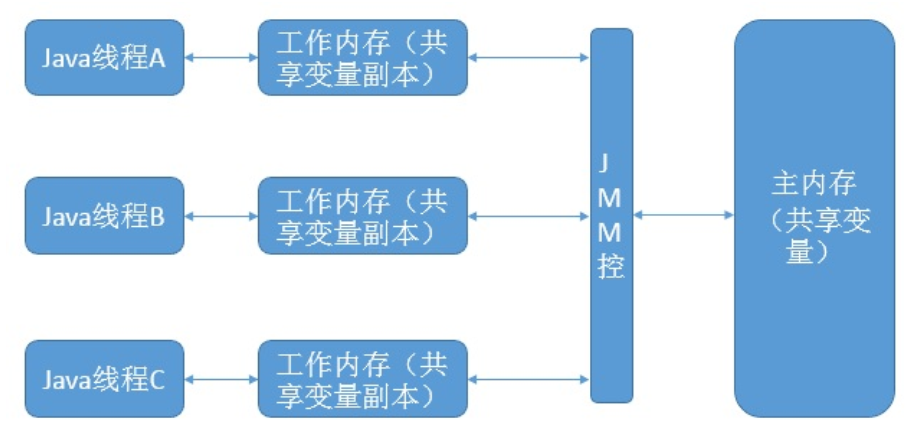 Java线程A
工作内存（共
享变量副本）
Java线程B
工作内存（共
享变量副本）
Java线程C
工作内存（共
享变量副本）
J
M
M
控
主内存
（共享变
量）